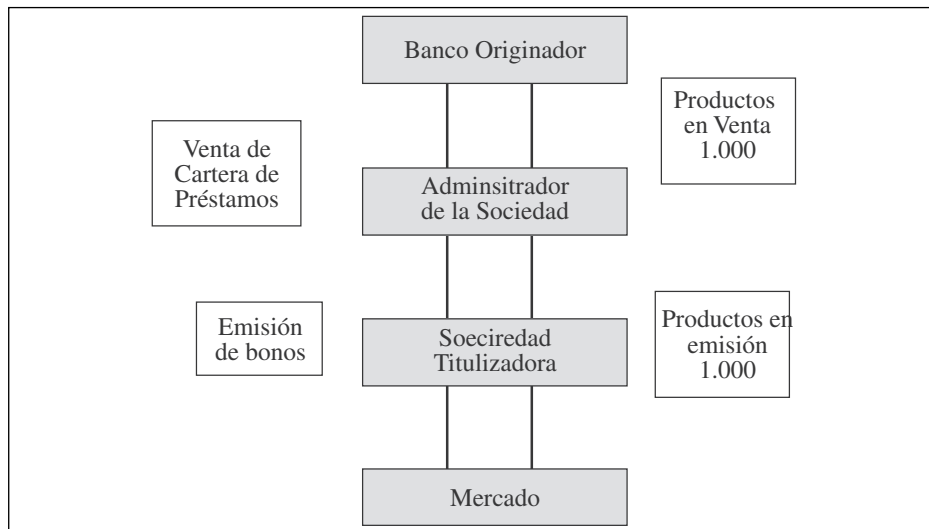 Banco Originador
Productos
en Venta
1.000
Venta de
Cartera de
Préstamos
Adminsitrador
de la Sociedad
Emisión
de bonos
Soeciredad
Titulizadora
Productos en
emisión
1.000
Mercado